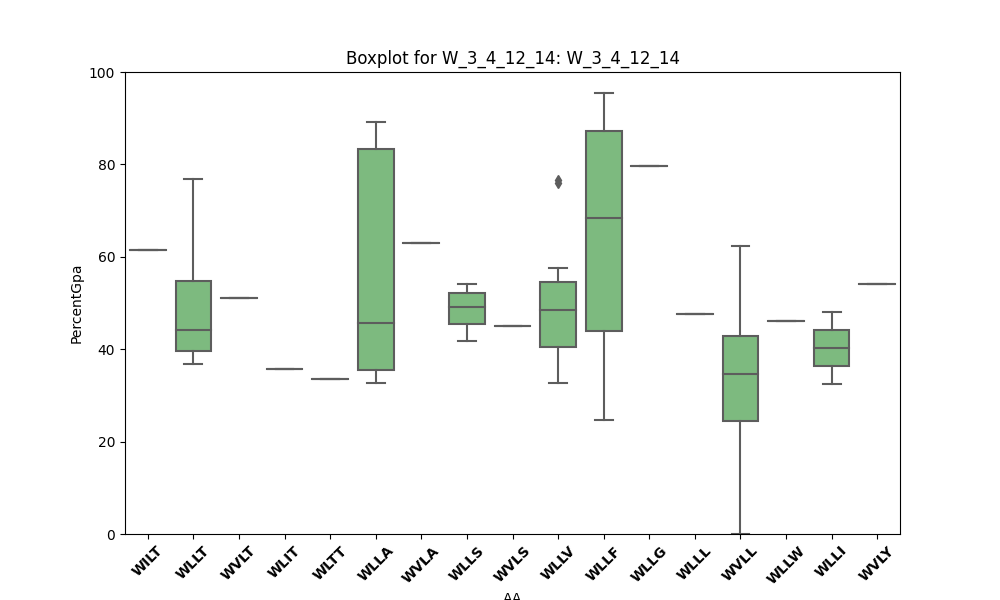 Boxplot for W_3_4_12_14: W_3_4_12_14
100
80
60
40
20
0
PercentGpa
WILT
WLLT
WVLT
WLIT
WLTT
WLLA
WVLA
WLLS
WVLS
WLLV
WLLF
WLLG
WLLL
WVLL
WLLW
WLLI
WVLY
AA